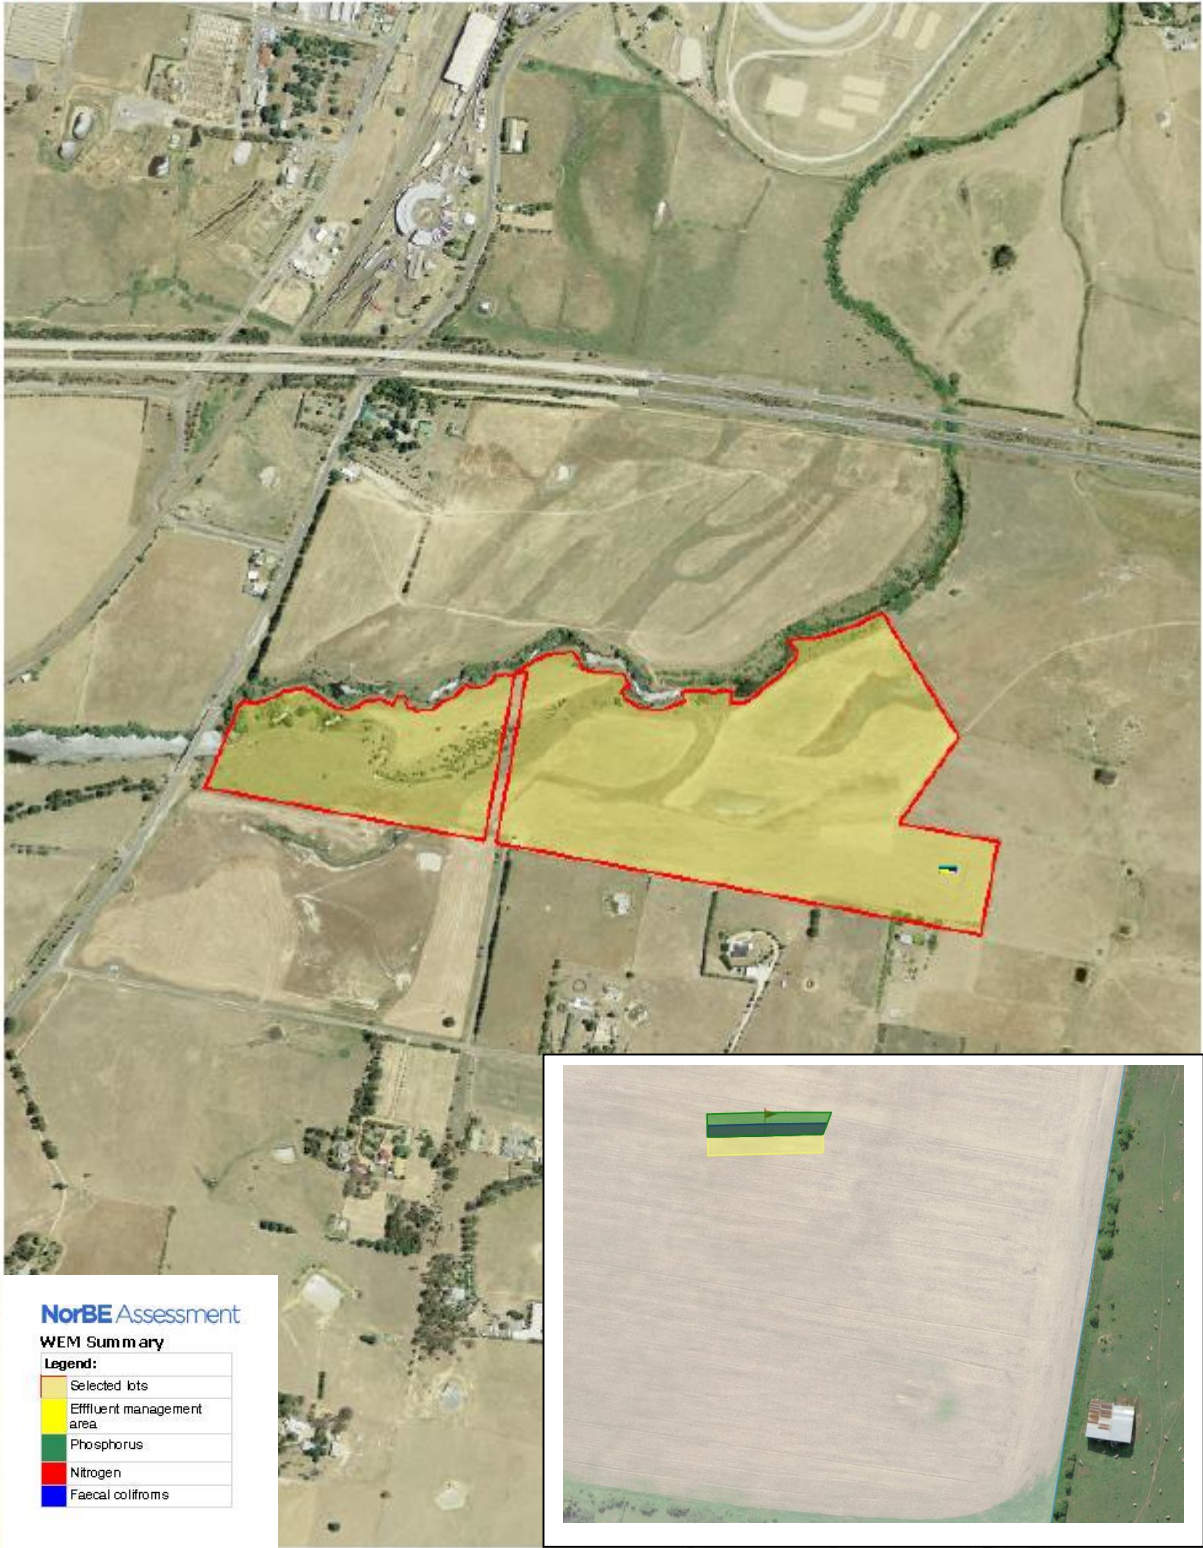 NorBE Assessment
WEM Summary
Legend:
Selected lots
Efffluent management
area
Phosphorus
Nitrogen
Faecal colifroms